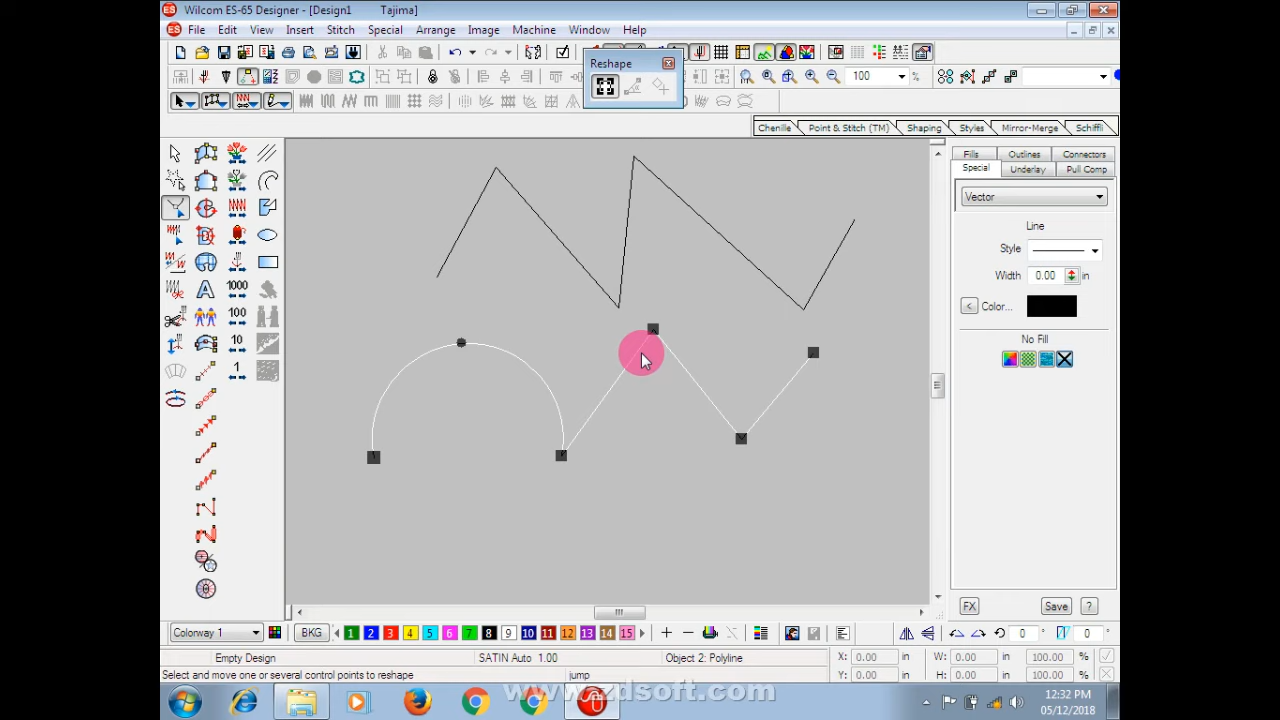 ES Wilcom ES-65 Designer - [Design1 Tajima]
ES File Edit View Insert Stitch Special Arrange Image Machine Window Help
Reshape
100
Chenille Point & Stitch (TM) Shaping Styles Mirror-Merge Schiffli
Fills Outlines Connectors
Special Underlay Pull Comp
Vector
Line
Style
Width 0.00 in
< Color...
No Fill
1000
100
10
1
FX Save ?
Colorway 1 BKG 1 2 3 4 5 6 7 8 9 10 11 12 13 14 15 0 ° 0 °
Empty Design SATIN Auto 1.00 Object 2: Polyline X: 0.00 in W: 0.00 in 100.00 %
Select and move one or several control points to reshape jump Y: 0.00 in H: 0.00 in 100.00 %
www.zdsoft.com
12:32 PM
05/12/2018